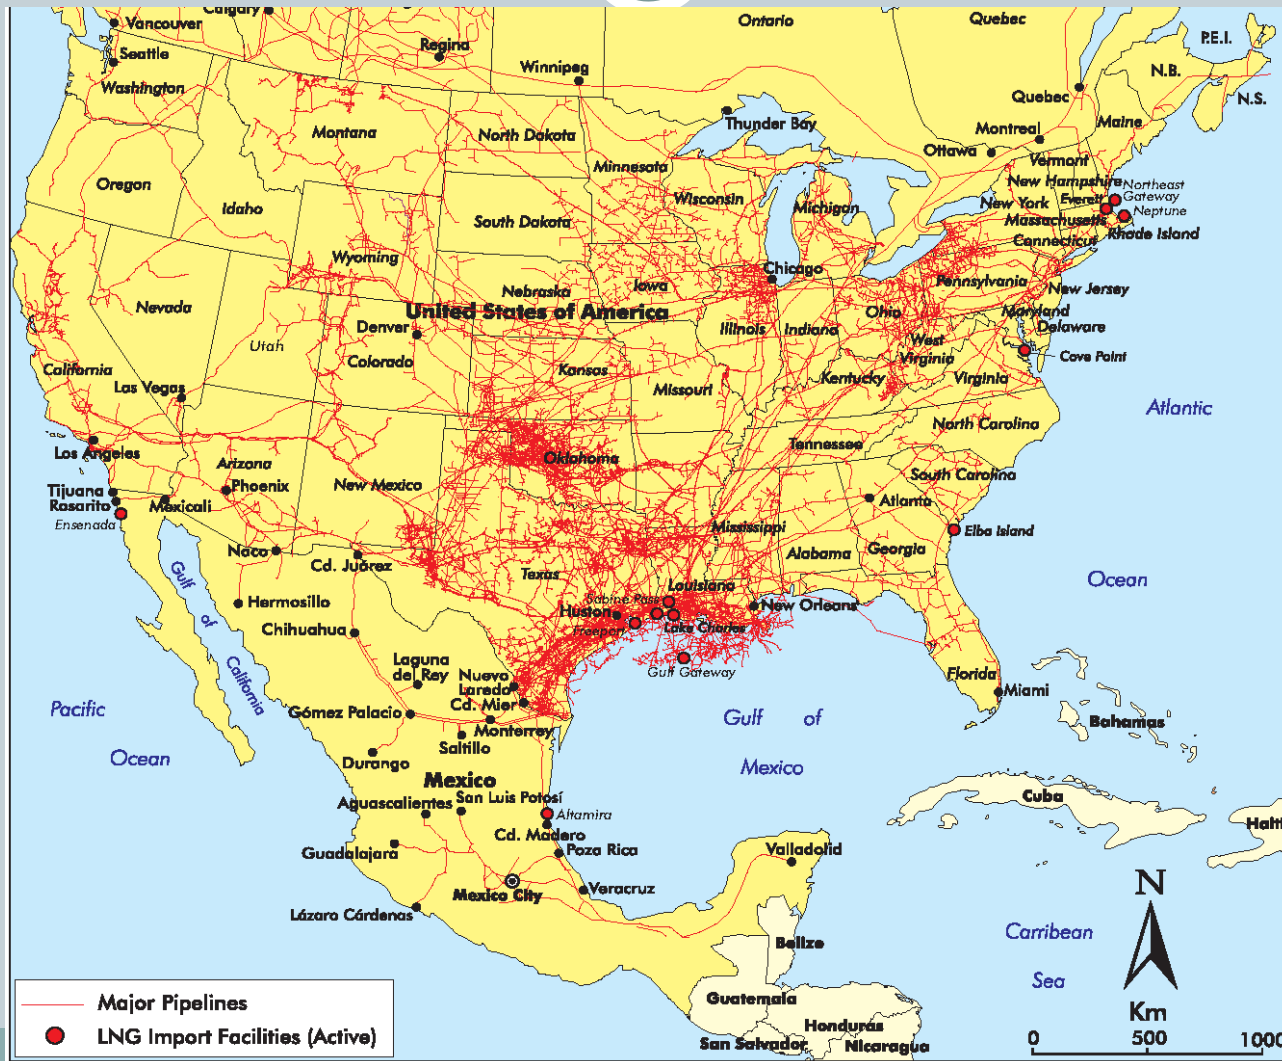 Calgary
Vancouver
Seattle
Washington
Regina
Winnipeg
Ontario
Quebec
P.E.I.
N.B.
N.S.
Quebec
Maine
Montreal
Ottawa
Vermont
Thunder Bay
Montana
North Dakota
Minnesota
Wisconsin
Michigan
New Hampshire
Northeast
Gateway
Everett
Neptune
New York
Massachusetts
Rhode Island
Connecticut
Oregon
Idaho
South Dakota
Wyoming
Chicago
Iowa
Nebraska
Pennsylvania
New Jersey
Nevada
United States of America
Ohio
Maryland
Delaware
Denver
Illinois
Indiana
West
Virginia
Cove Point
Utah
Colorado
Kansas
Missouri
Kentucky
Virginia
California
Las Vegas
Atlantic
North Carolina
Tennessee
Los Angeles
Arizona
Oklahoma
South Carolina
Tijuana
Rosarito
Ensenada
Mexicali
Phoenix
New Mexico
Atlanta
Mississippi
Elba Island
Naco
Cd. Juárez
Texas
Alabama
Georgia
Gulf
of
California
Ocean
Louisiana
Sabine Pass
Hermosillo
Huston
New Orleans
Freeport
Lake Charles
Chihuahua
Gulf Gateway
Laguna
del Rey
Nuevo
Laredo
Cd. Mier
Florida
Miami
Pacific
Ocean
Gómez Palacio
Monterrey
Saltillo
Gulf of
Mexico
Bahamas
Durango
Mexico
Cuba
Haiti
Aguascalientes
San Luis Potosí
Altamira
Cd. Madero
Guadalajara
Poza Rica
Valladolid
Mexico City
Veracruz
Lázaro Cárdenas
N
Carribean
Sea
Belize
Guatemala
Honduras
San Salvador
Nicaragua
Major Pipelines
LNG Import Facilities (Active)
Km
0 500 1000